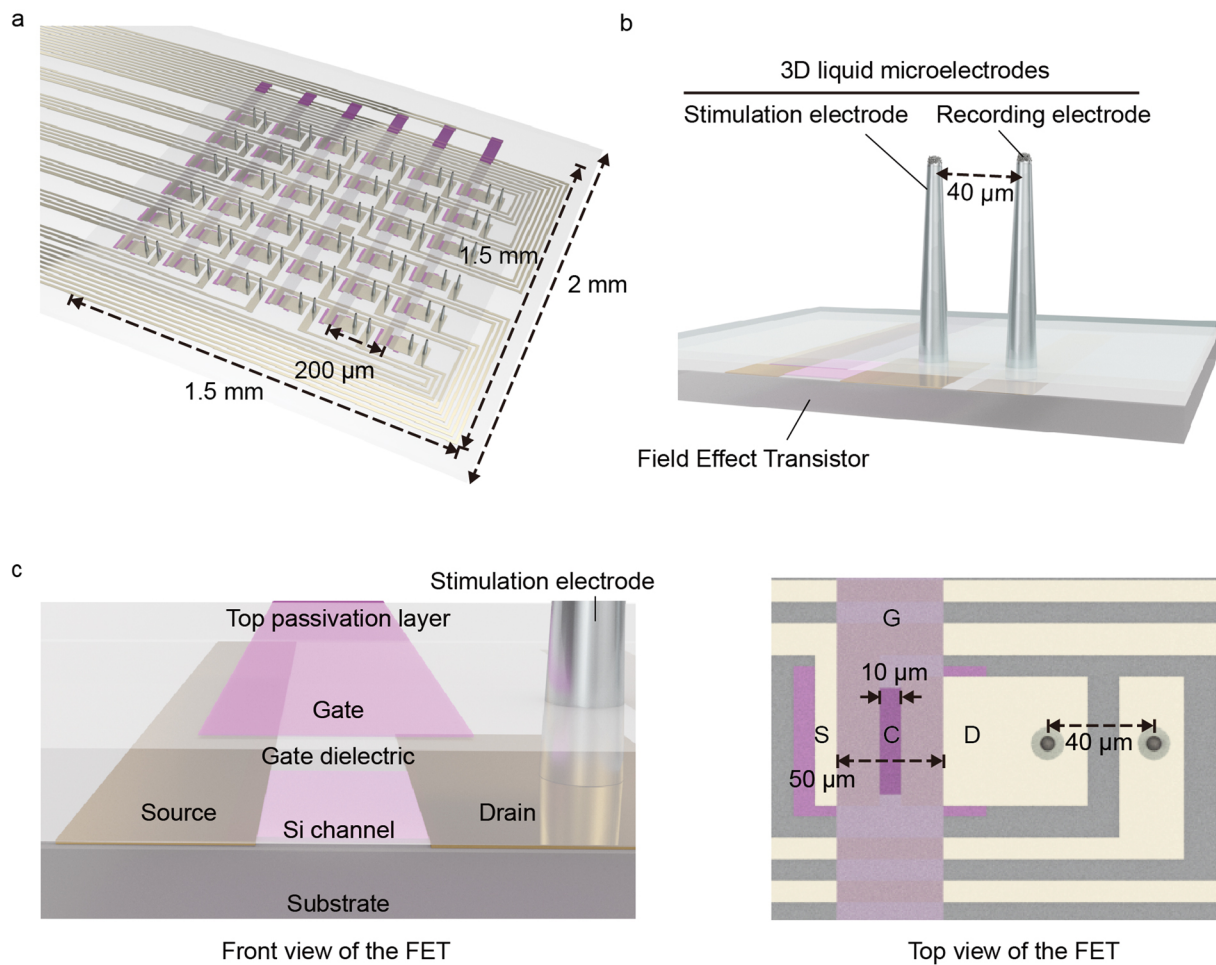 a
1.5 mm
2 mm
200 µm
1.5 mm
b
3D liquid microelectrodes
Stimulation electrode
Recording electrode
40 µm
Field Effect Transistor
c
Stimulation electrode
Top passivation layer
Gate
Gate dielectric
Source
Drain
Si channel
Substrate
Front view of the FET
G
10 µm
S
C
D
40 µm
50 µm
Top view of the FET